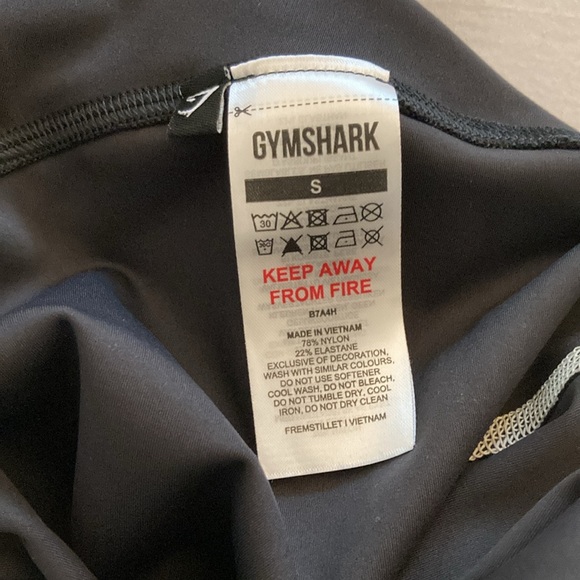 GYMSHARK
S
30
KEEP AWAY
FROM FIRE
B7A4H
MADE IN VIETNAM
78% NYLON
22% ELASTANE
EXCLUSIVE OF DECORATION,
WASH WITH SIMILAR COLOURS,
DO NOT USE SOFTENER
COOL WASH, DO NOT BLEACH,
DO NOT TUMBLE DRY, COOL
IRON, DO NOT DRY CLEAN
FREMSTILLET I VIETNAM